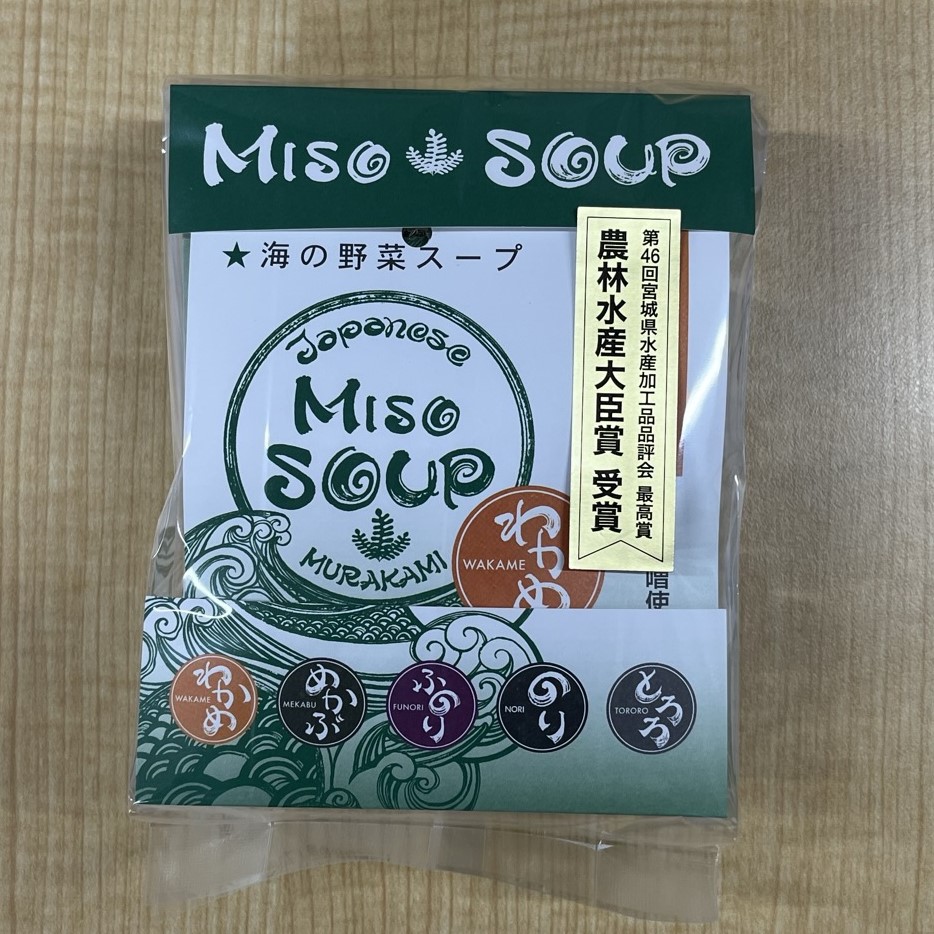 MISO SOUP
★海の野菜スープ
Japanese
MISO
SOUP
MURAKAMI
わかめ
WAKAME
第46回宮城県水産加工品品評会 最高賞
農林水産大臣賞 受賞
わかめ
WAKAME
めかぶ
MEKABU
ふのり
FUNORI
のり
NORI
とろろ
TORORO